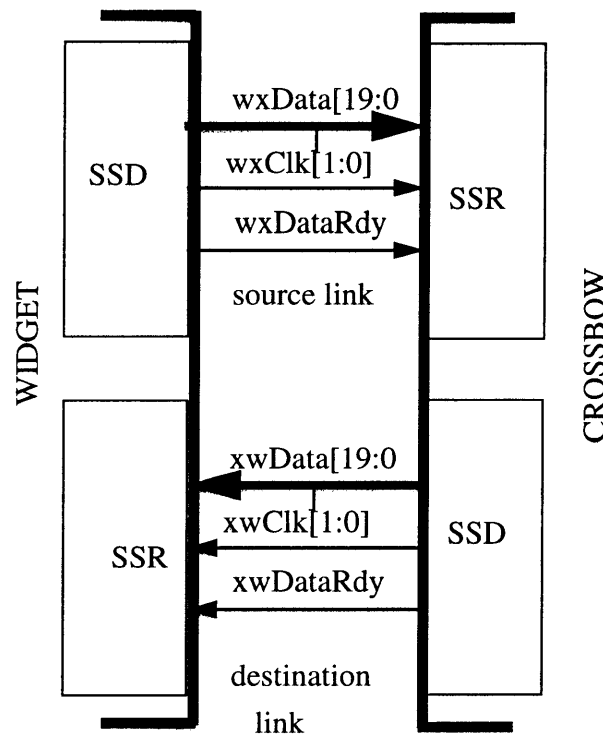 wxData[19:0
SSD
wxClk[1:0]
SSR
wxDataRdy
source link
WIDGET
CROSSBOW
xwData[19:0
xwClk[1:0]
SSD
SSR
xwDataRdy
destination
link